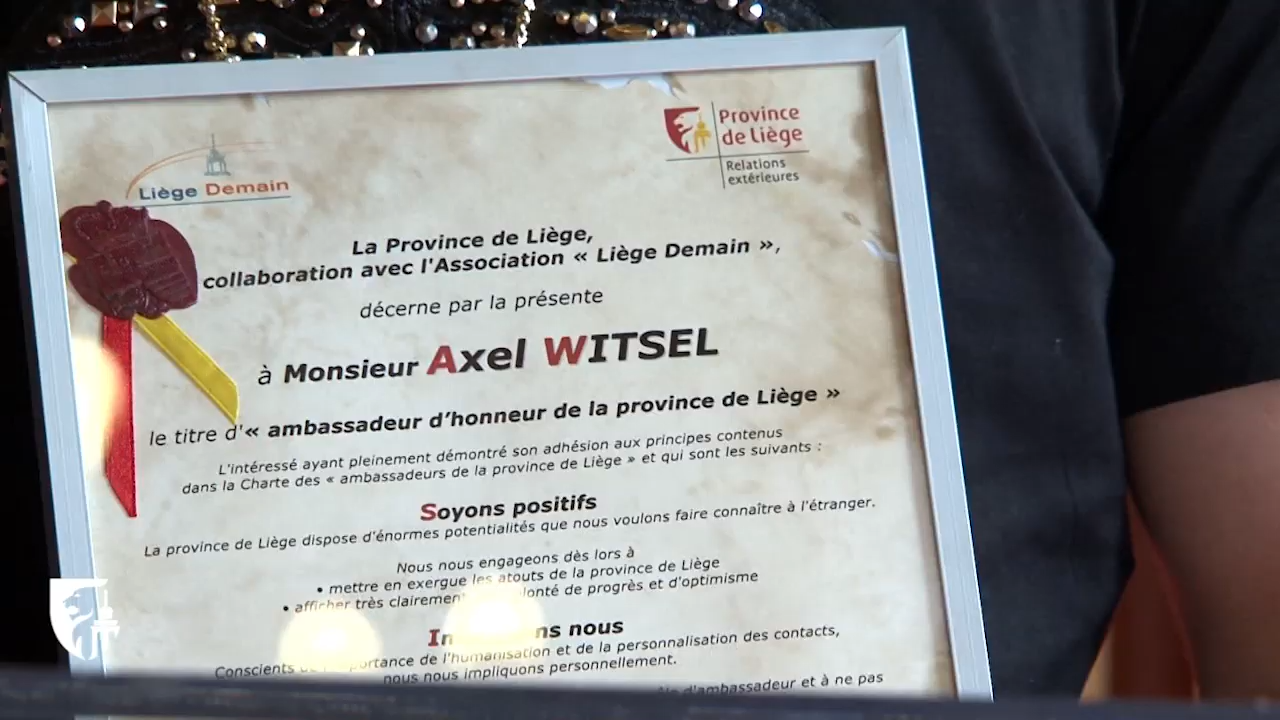 Liège Demain
Province
de Liège
Relations
extérieures
La Province de Liège,
collaboration avec l'Association « Liège Demain »,
décerne par la présente
à Monsieur Axel WITSEL
le titre d'« ambassadeur d'honneur de la province de Liège »
L'intéressé ayant pleinement démontré son adhésion aux principes contenus
dans la Charte des « ambassadeurs de la province de Liège » et qui sont les suivants :
Soyons positifs
La province de Liège dispose d'énormes potentialités que nous voulons faire connaître à l'étranger.
Nous nous engageons dès lors à
• mettre en exergue les atouts de la province de Liège
• afficher très clairement de progrès et d'optimisme
nous
Conscients de l'humanisation et de la personnalisation des contacts,
nous nous impliquons personnellement.
d'ambassadeur et à ne pas